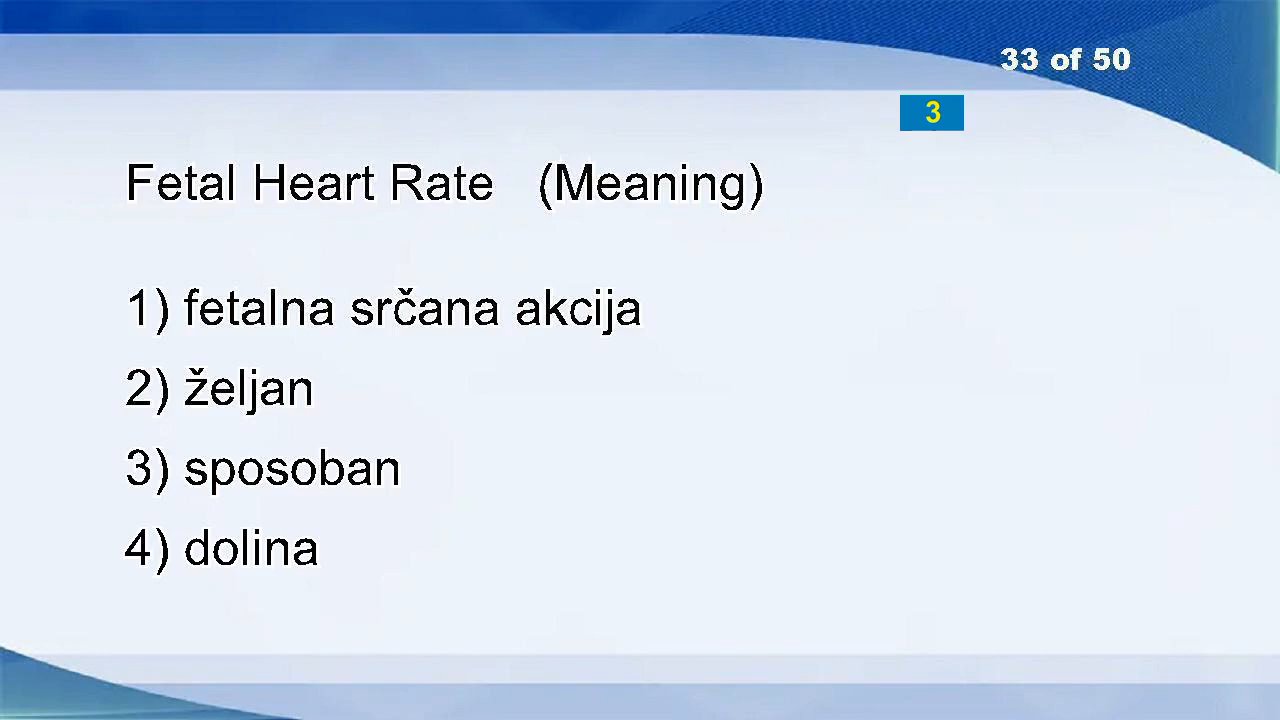 33 of 50
3
Fetal Heart Rate (Meaning)
1) fetalna srčana akcija
2) željan
3) sposoban
4) dolina